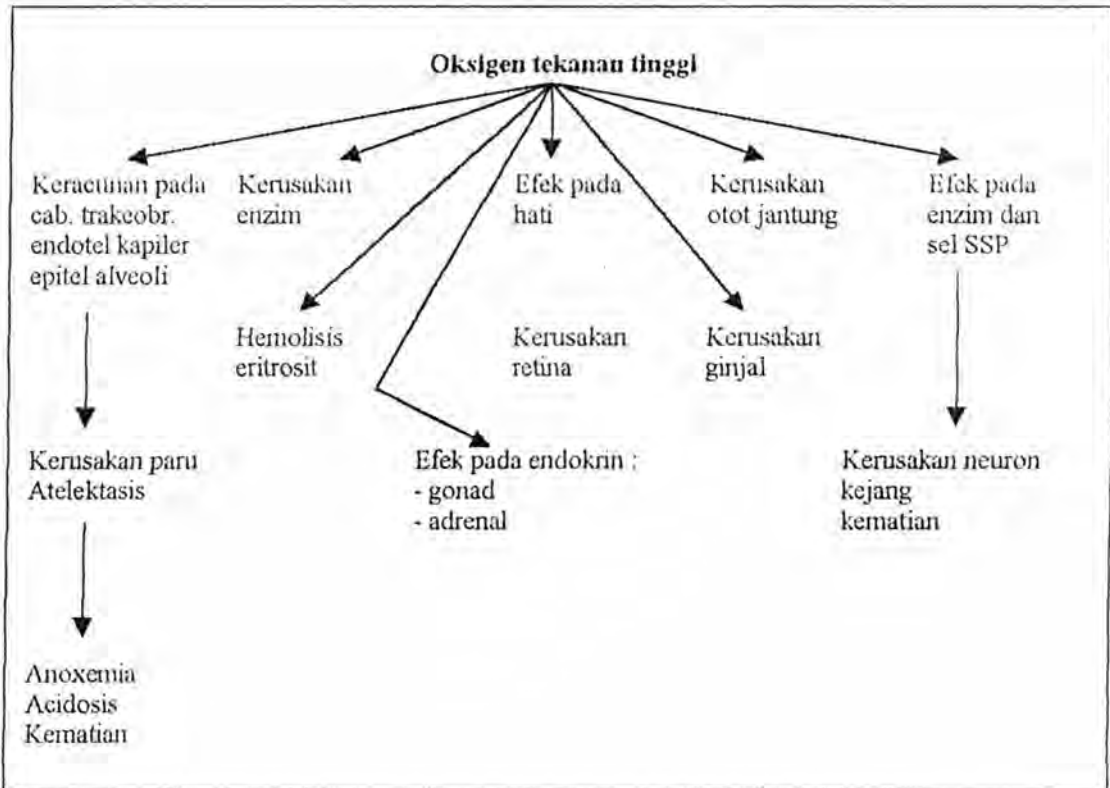 Oksigen tekanau tinggi
Keracunan pada
cab. trakeobr.
endotel kapiler
epitel alveoli
Kerusakan
enzim
Efek pada
hati
Kerusakan
otot jantung
Efek pada
enzim dan
sel SSP
Hemolisis
eritrosit
Kerusakan
retina
Kerusakan
ginjal
Kerusakan paru
Atelektasis
Efek pada endokrin :
- gonad
- adrenal
Kerusakan neuron
kejang
kematian
Anoxemia
Acidosis
Kematian